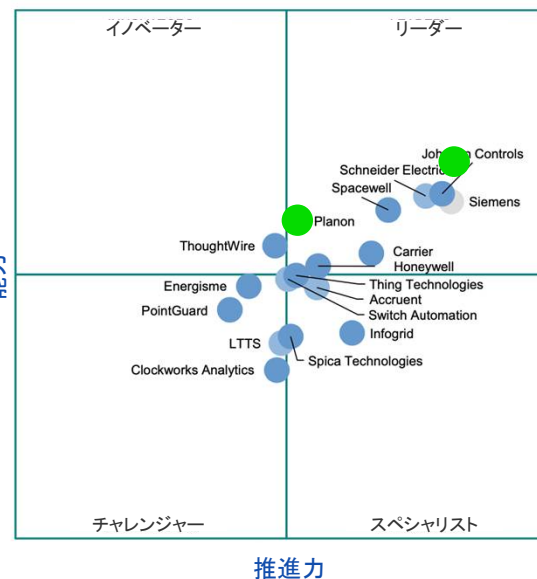 イノベーター
リーダー
Schneider Electric
Controls
Spacewell
Siemens
Planon
ThoughtWire
Carrier
Honeywell
Energisme
Thing Technologies
Accruent
PointGuard
Switch Automation
Infogrid
LTTS
Spica Technologies
Clockworks Analytics
チャレンジャー
スペシャリスト
推進力